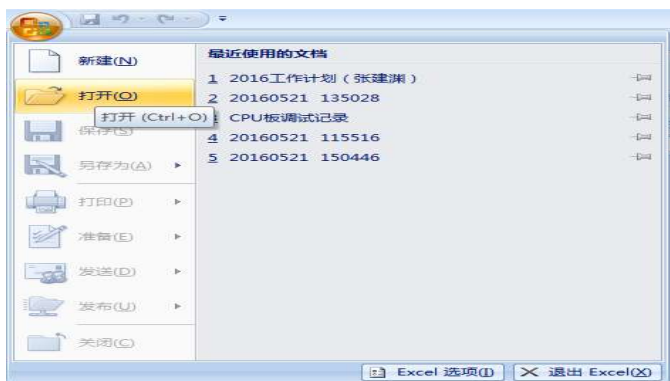 新建(N)
打开(O)
打开 (Ctrl+O)
保存(S)
另存为(A)
打印(P)
准备(E)
发送(D)
发布(U)
关闭(C)
最近使用的文档
1 2016工作计划（张建渊）
2 20160521 135028
CPU板调试记录
4 20160521 115516
5 20160521 150446
Excel 选项(I)
退出 Excel(X)